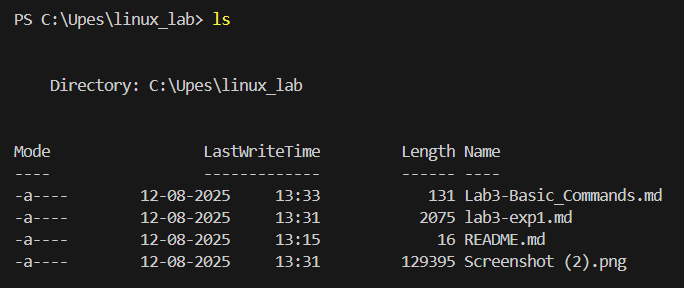 PS C:\Upes\linux_lab> ls
Directory: C:\Upes\linux_lab
Mode                 LastWriteTime         Length Name
----                 -------------         ------ ----
-a----        12-08-2025     13:33            131 Lab3-Basic_Commands.md
-a----        12-08-2025     13:31           2075 lab3-exp1.md
-a----        12-08-2025     13:15             16 README.md
-a----        12-08-2025     13:31         129395 Screenshot (2).png